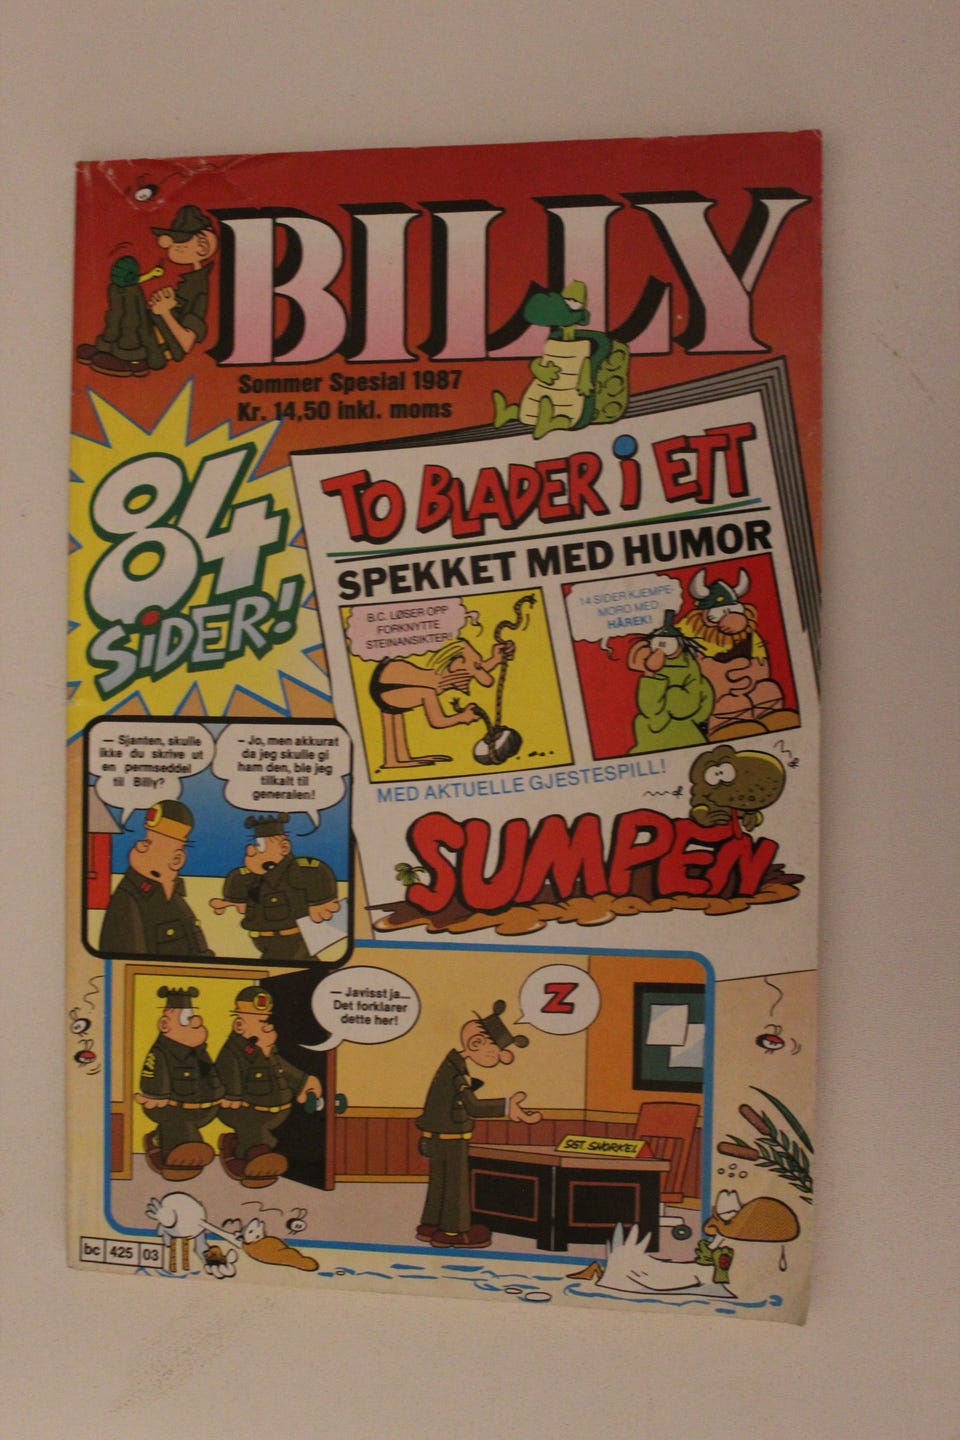 BILLY
Sommer Spesial 1987
Kr. 14,50 inkl. moms
84
SiDER!
TO BLADER i ETT
SPEKKET MED HUMOR
B.C. LØSER OPP
FORKNYTTE
STEINANSIKTER!
14 SIDER KJEMPE-
MORO MED
HÅREK!
MED AKTUELLE GJESTESPILL!
SUMPEN
– Sjanten, skulle
ikke du skrive ut
en permseddel
til Billy?
– Jo, men akkurat
da jeg skulle gi
ham den, ble jeg
tilkalt til
generalen!
– Javisst ja...
Det forklarer
dette her!
Z
SGT. SNORKEL
bc 425 03